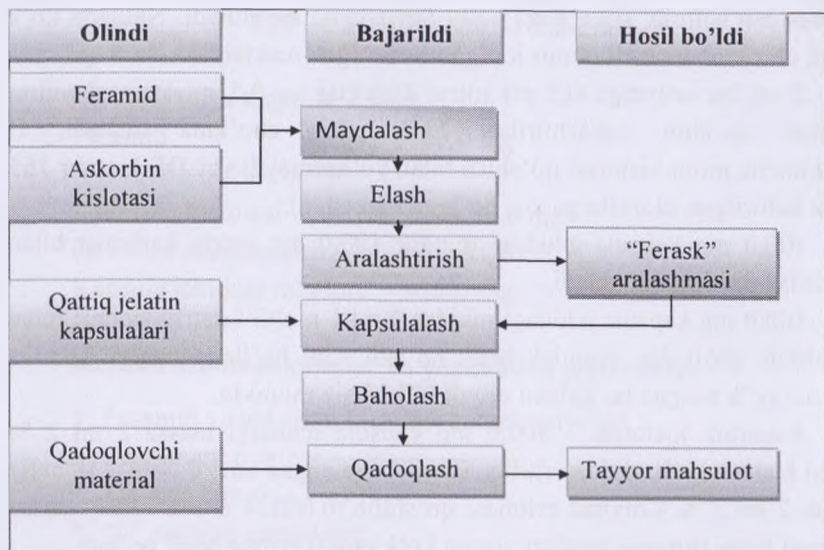 Olindi
Bajarildi
Hosil bo’ldi
Feramid
Askorbin
kislotasi
Maydalash
Elash
Aralashtirish
“Ferask”
aralashmasi
Qattiq jelatin
kapsulalari
Kapsulalash
Baholash
Qadoqlovchi
material
Qadoqlash
Tayyor mahsulot